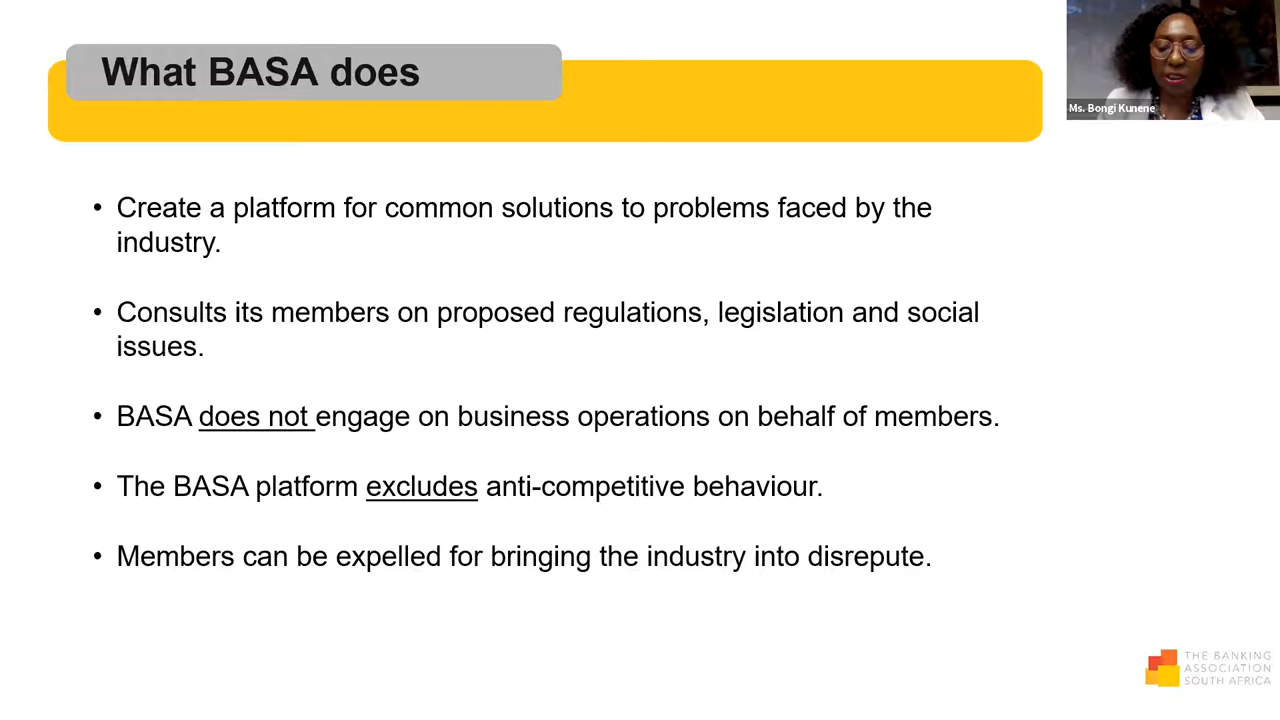 What BASA does
Ms. Bongi Kunene
• Create a platform for common solutions to problems faced by the
industry.
• Consults its members on proposed regulations, legislation and social
issues.
• BASA does not engage on business operations on behalf of members.
• The BASA platform excludes anti-competitive behaviour.
• Members can be expelled for bringing the industry into disrepute.
THE BANKING
ASSOCIATION
SOUTH AFRICA